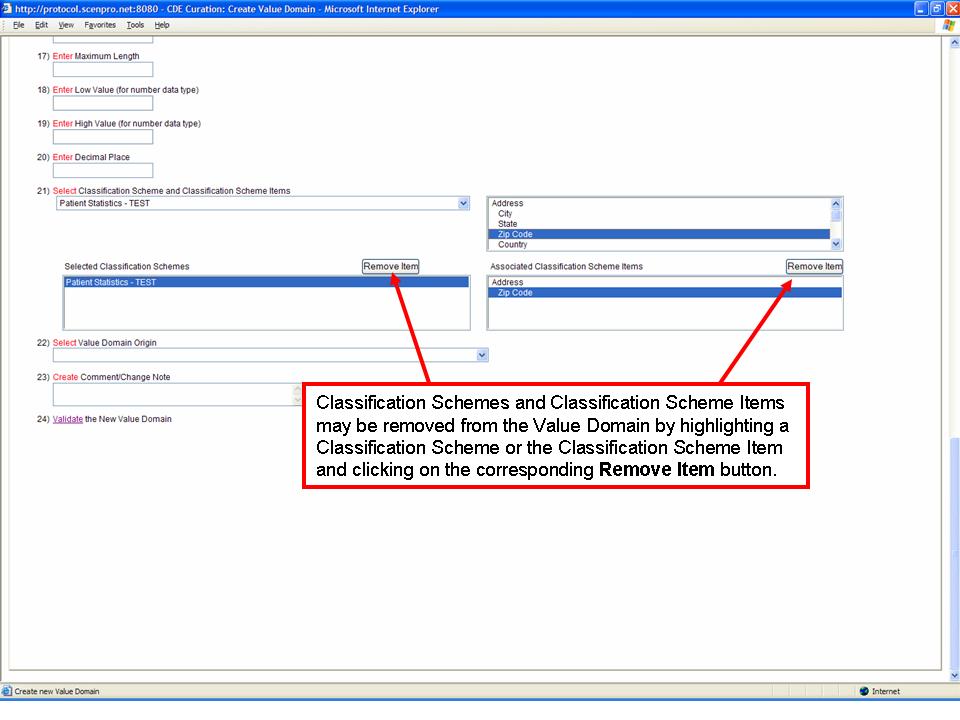 http://protocol.scenpro.net:8080 - CDE Curation: Create Value Domain - Microsoft Internet Explorer
File Edit View Favorites Tools Help
17) Enter Maximum Length
18) Enter Low Value (for number data type)
19) Enter High Value (for number data type)
20) Enter Decimal Place
21) Select Classification Scheme and Classification Scheme Items
Patient Statistics - TEST
Address
City
State
Zip Code
Country
Selected Classification Schemes Remove Item Associated Classification Scheme Items Remove Item
Patient Statistics - TEST
Address
Zip Code
22) Select Value Domain Origin
23) Create Comment/Change Note
24) Validate the New Value Domain
Classification Schemes and Classification Scheme Items
may be removed from the Value Domain by highlighting a
Classification Scheme or the Classification Scheme Item
and clicking on the corresponding Remove Item button.
Create new Value Domain Internet